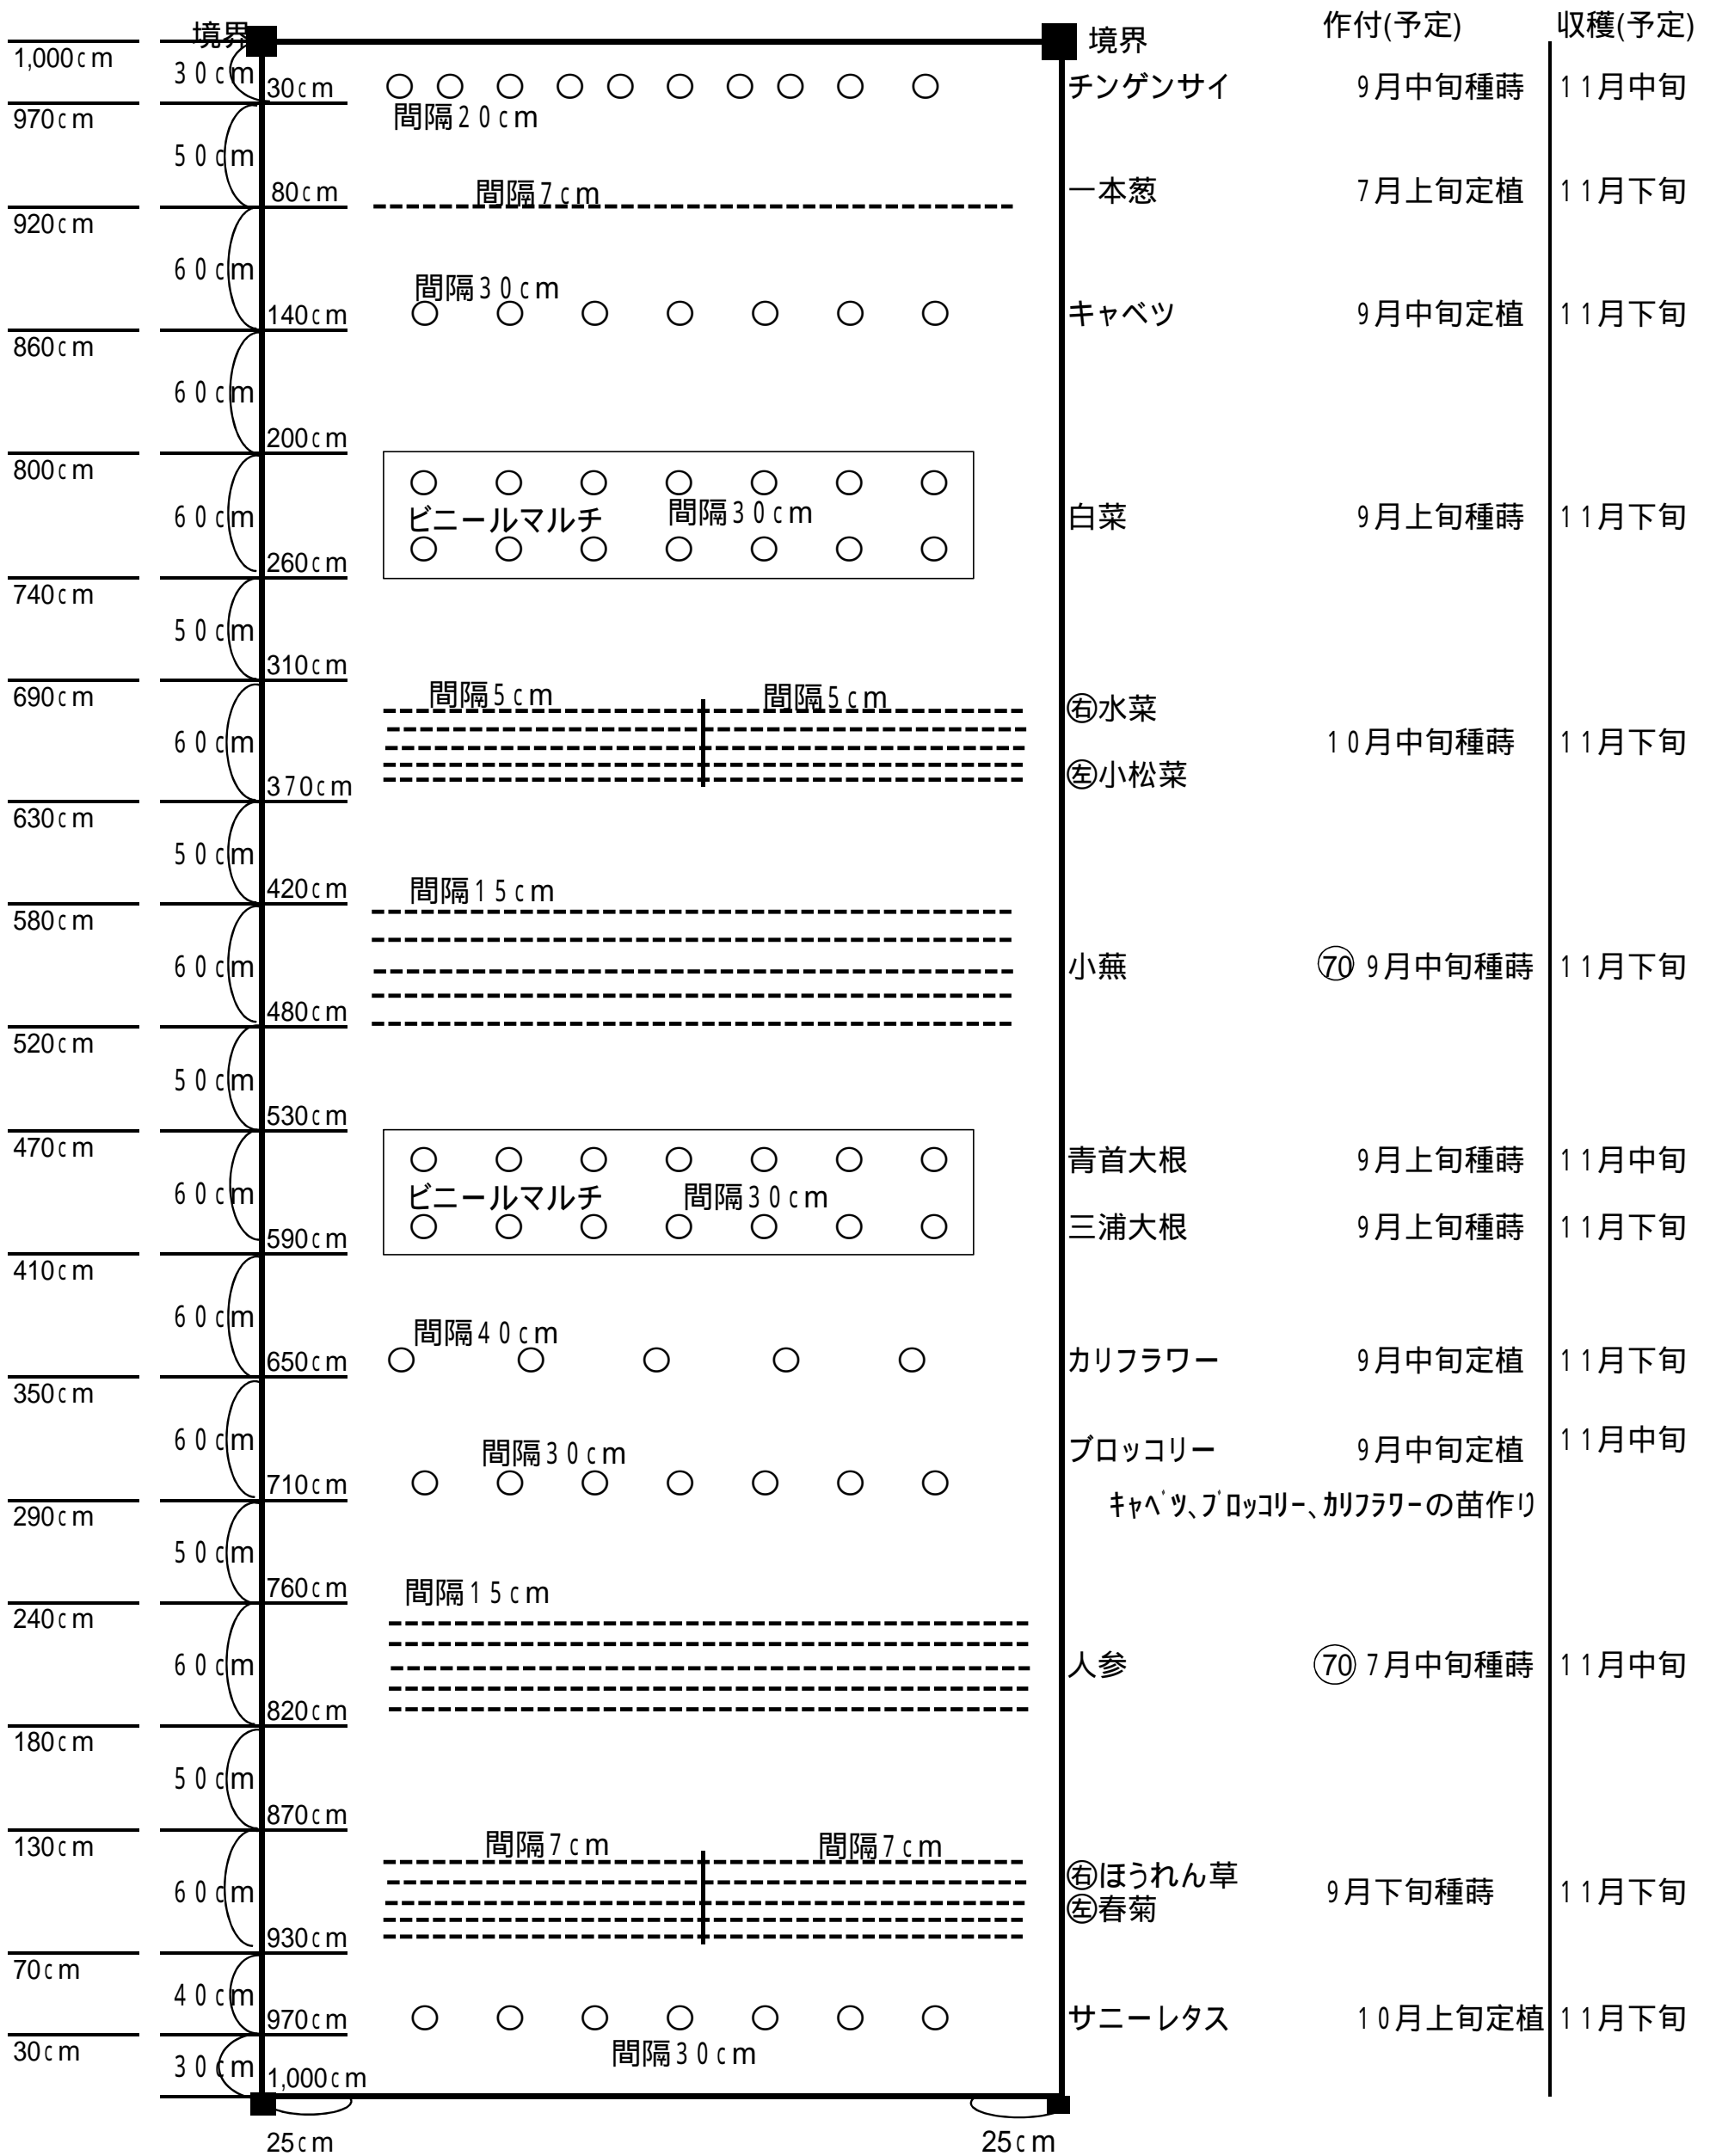 作付(予定) 収穫(予定)
境界 境界
1,000cm
30cm 30cm チンゲンサイ 9月中旬種蒔 11月中旬
間隔20cm
970cm
50cm
80cm 間隔7cm 一本葱 7月上旬定植 11月下旬
920cm
60cm
間隔30cm
140cm キャベツ 9月中旬定植 11月下旬
860cm
60cm
200cm
800cm
60cm ビニールマルチ 間隔30cm 白菜 9月上旬種蒔 11月下旬
260cm
740cm
50cm
310cm
690cm 間隔5cm 間隔5cm ㊨水菜
60cm 10月中旬種蒔 11月下旬
370cm ㊧小松菜
630cm
50cm
420cm 間隔15cm
580cm
60cm 小蕪 70 9月中旬種蒔 11月下旬
480cm
520cm
50cm
530cm
470cm 青首大根 9月上旬種蒔 11月中旬
60cm ビニールマルチ 間隔30cm
590cm 三浦大根 9月上旬種蒔 11月下旬
410cm
60cm 間隔40cm
650cm カリフラワー 9月中旬定植 11月下旬
350cm
60cm 間隔30cm ブロッコリー 9月中旬定植 11月中旬
710cm
290cm キャベツ、ブロッコリー、カリフラワーの苗作り
50cm
760cm 間隔15cm
240cm
60cm 人参 70 7月中旬種蒔 11月中旬
820cm
180cm
50cm
870cm
130cm 間隔7cm 間隔7cm ㊨ほうれん草
60cm 9月下旬種蒔 11月下旬
㊧春菊
930cm
70cm
40cm
970cm サニーレタス 10月上旬定植 11月下旬
30cm 間隔30cm
30cm
1,000cm
25cm 25cm